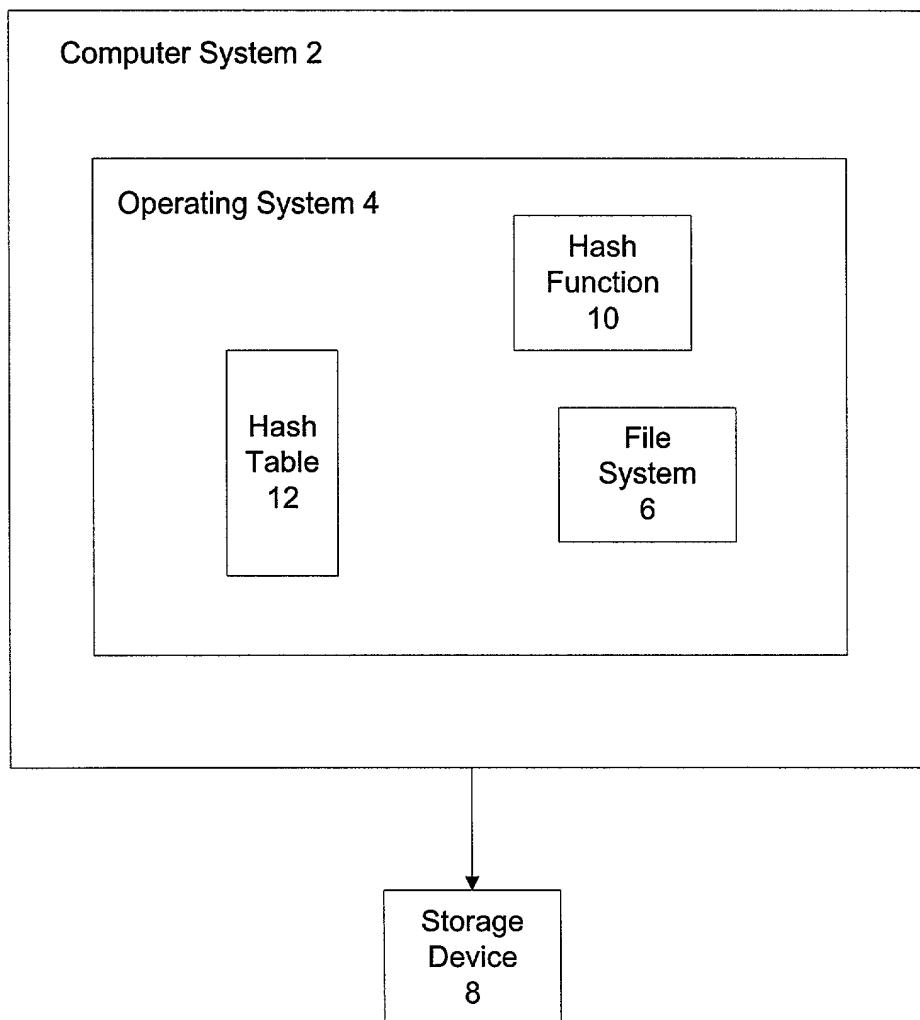 Computer System 2
Operating System 4
Hash
Function
10
Hash
Table
12
File
System
6
Storage
Device
8